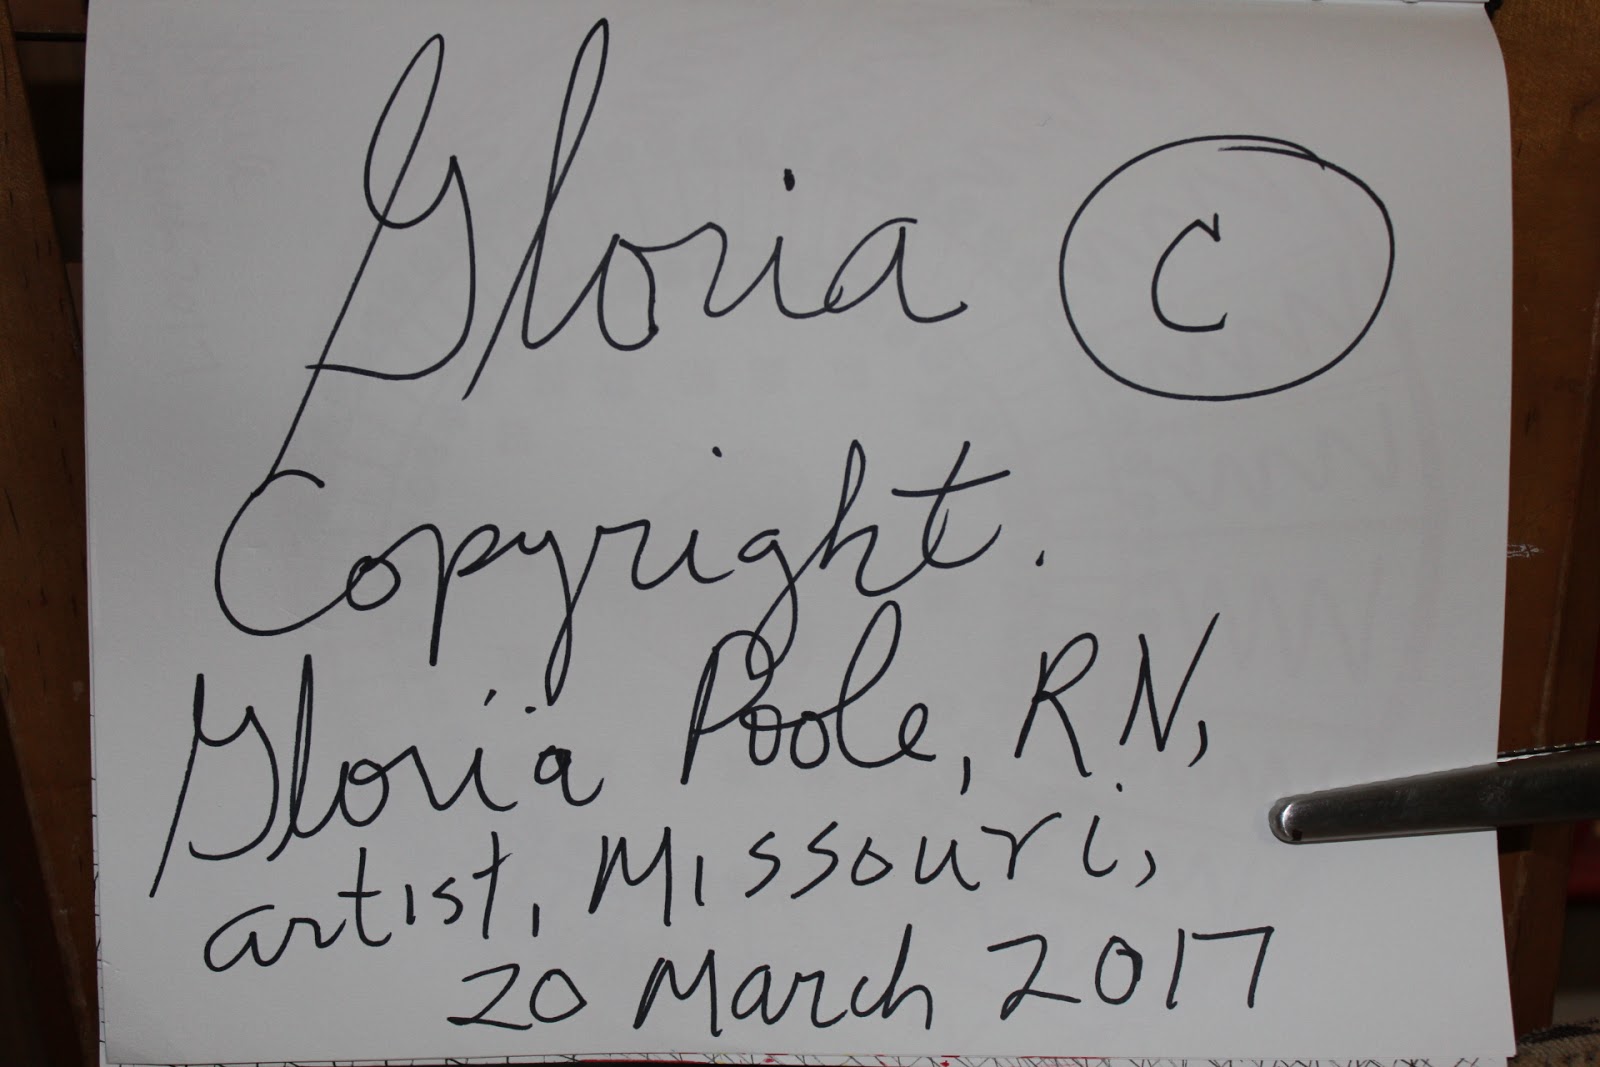 Gloria ©
Copyright.
Gloria Poole, RN,
artist, Missouri,
20 March 2017